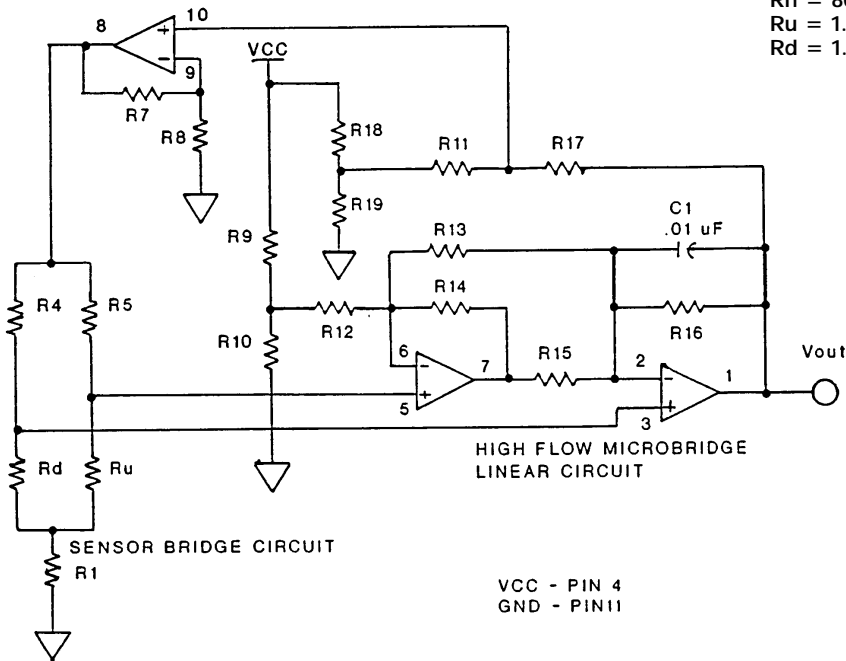 Ru = 1.
Rd = 1.
8
10
+
-
9
R7
R8
VCC
R18
R11
R17
R19
C1
.01 uF
R9
R13
R4
R5
R14
R12
R16
R10
6
-
7
R15
2
-
1
Vout
5
+
+
3
Rd
Ru
HIGH FLOW MICROBRIDGE
LINEAR CIRCUIT
SENSOR BRIDGE CIRCUIT
R1
VCC - PIN 4
GND - PIN11